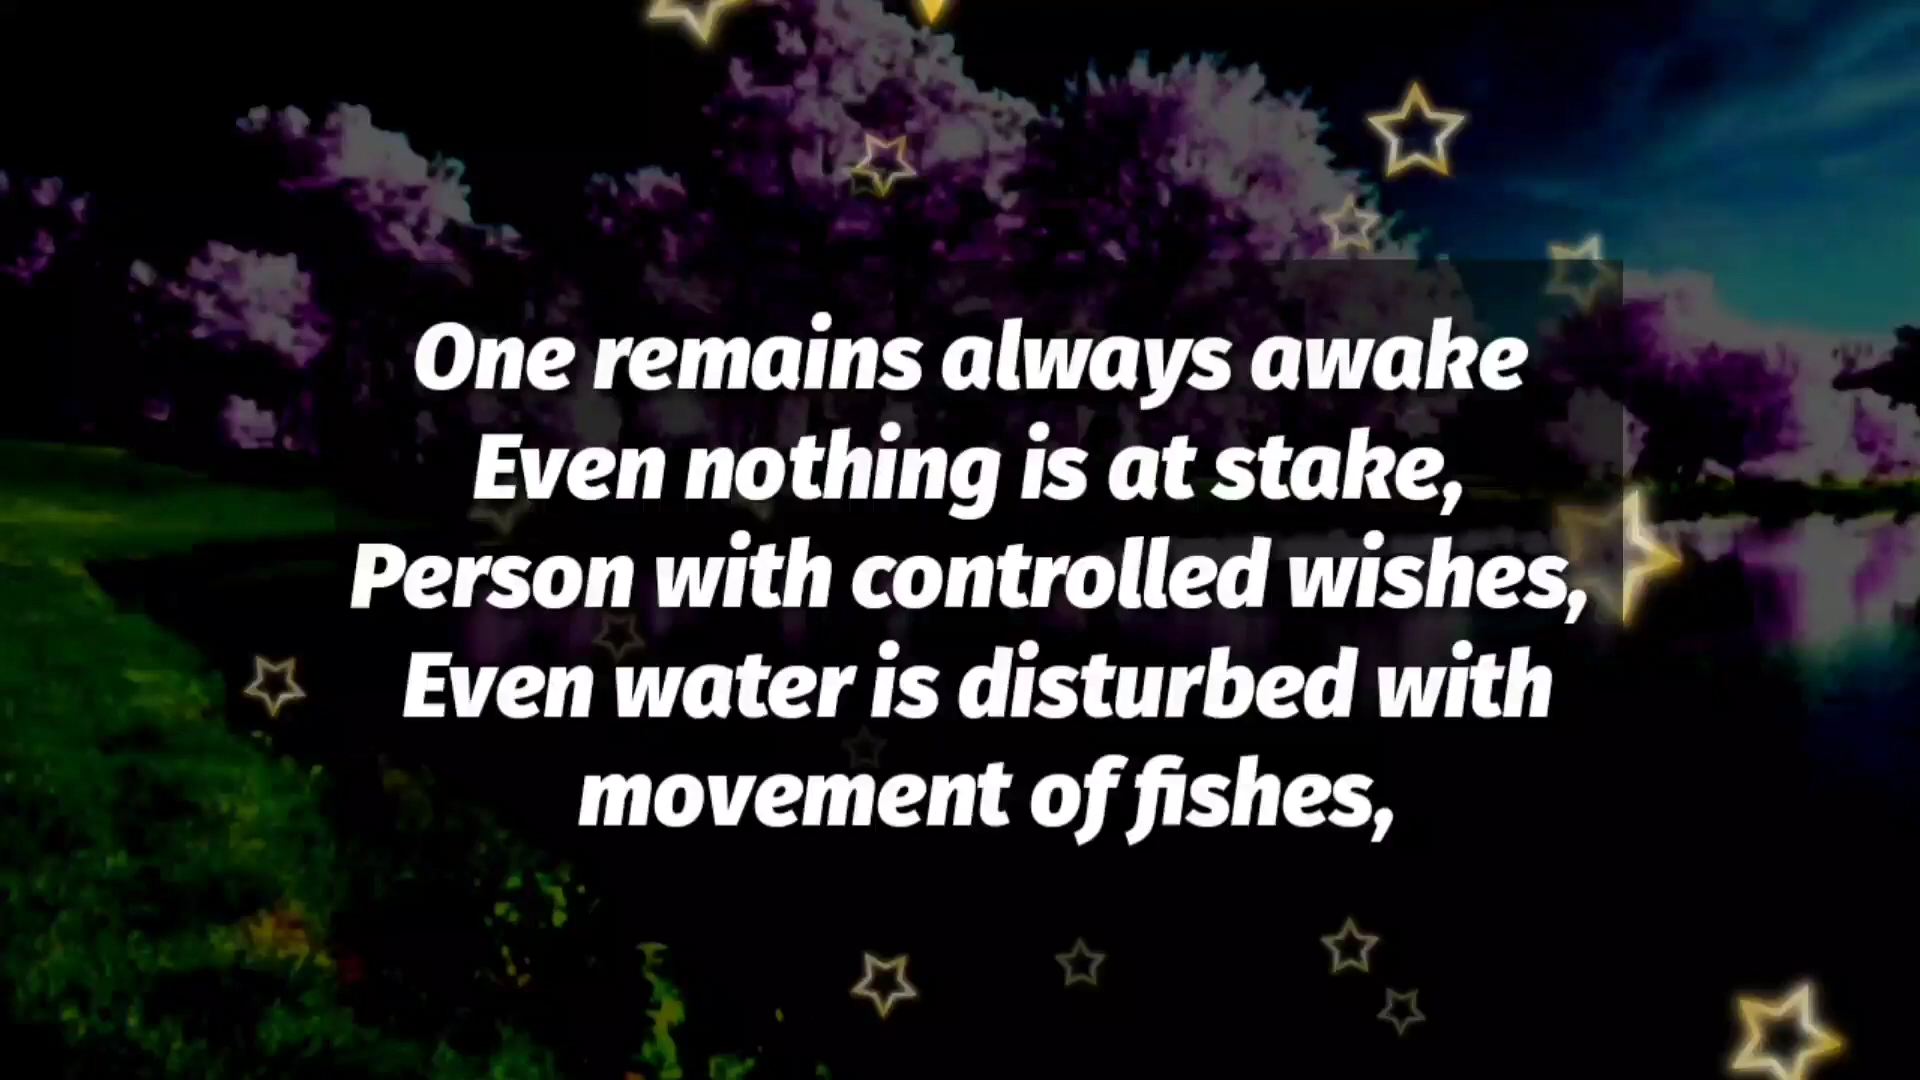 One remains always awake
Even nothing is at stake,
Person with controlled wishes,
Even water is disturbed with
movement of fishes,